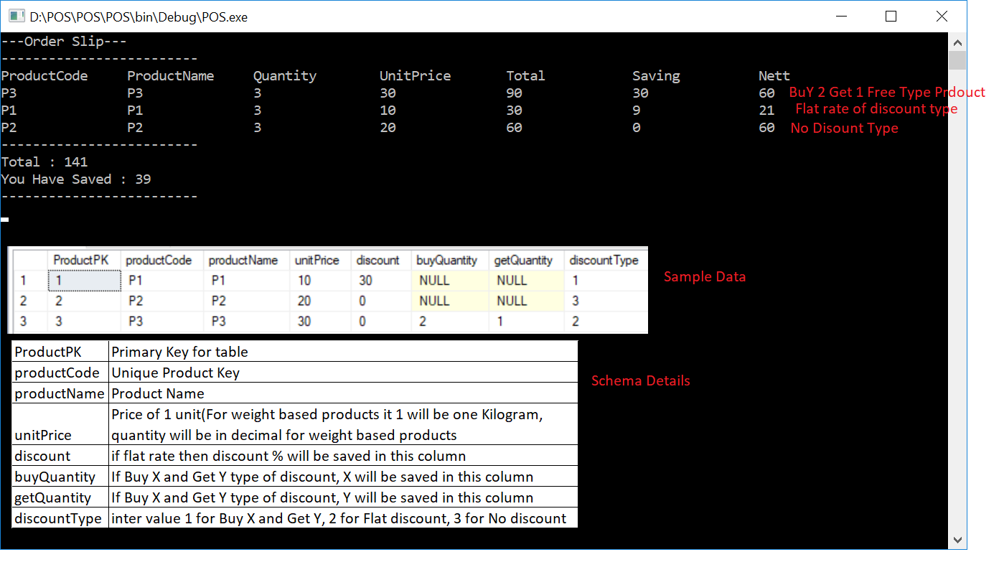 D:\POS\POS\POS\bin\Debug\POS.exe
---Order Slip---
-------------------------
ProductCode ProductName Quantity UnitPrice Total Saving Nett
P3 P3 3 30 90 30 60 BuY 2 Get 1 Free Type Prdouct
P1 P1 3 10 30 9 21 Flat rate of discount type
P2 P2 3 20 60 0 60 No Disount Type
-------------------------
Total : 141
You Have Saved : 39
-------------------------
ProductPK productCode productName unitPrice discount buyQuantity getQuantity discountType
1 1 P1 P1 10 30 NULL NULL 1
Sample Data
2 2 P2 P2 20 0 NULL NULL 3
3 3 P3 P3 30 0 2 1 2
ProductPK Primary Key for table
productCode Unique Product Key
Schema Details
productName Product Name
Price of 1 unit(For weight based products it 1 will be one Kilogram,
unitPrice quantity will be in decimal for weight based products
discount if flat rate then discount % will be saved in this column
buyQuantity If Buy X and Get Y type of discount, X will be saved in this column
getQuantity If Buy X and Get Y type of discount, Y will be saved in this column
discountType inter value 1 for Buy X and Get Y, 2 for Flat discount, 3 for No discount